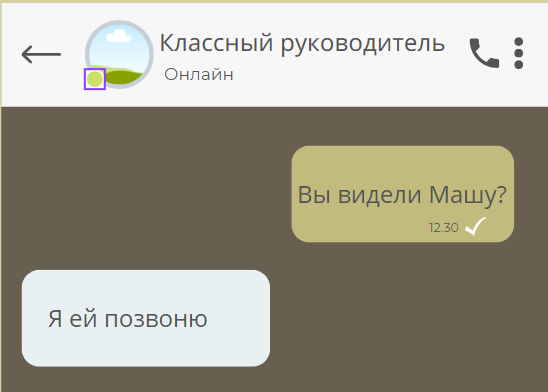 Классный руководитель
Онлайн
Вы видели Машу?
12.30
Я ей позвоню